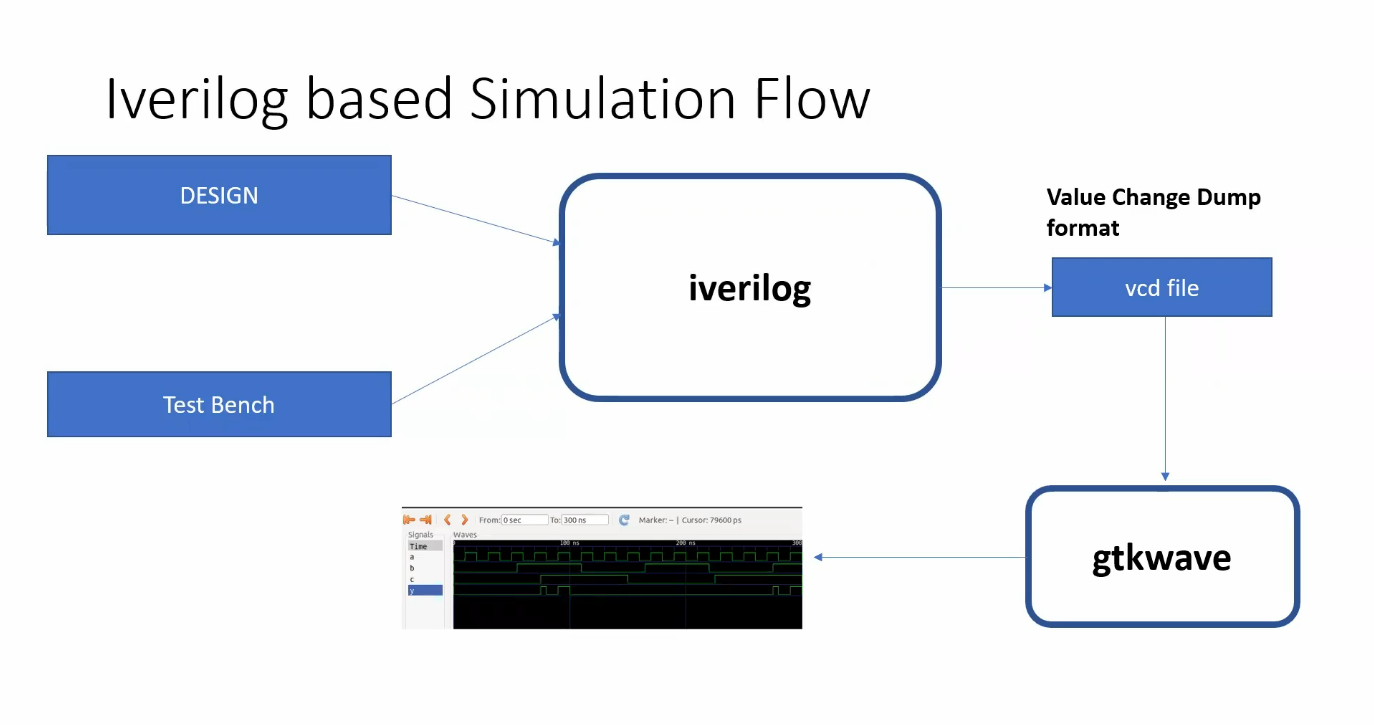 Iverilog based Simulation Flow
DESIGN
Test Bench
iverilog
Value Change Dump
format
vcd file
gtkwave
From: 0 sec To: 300 ns Marker: -- | Cursor: 79600 ps
Signals Waves
Time
100 ns 200 ns 300
a
b
c
y